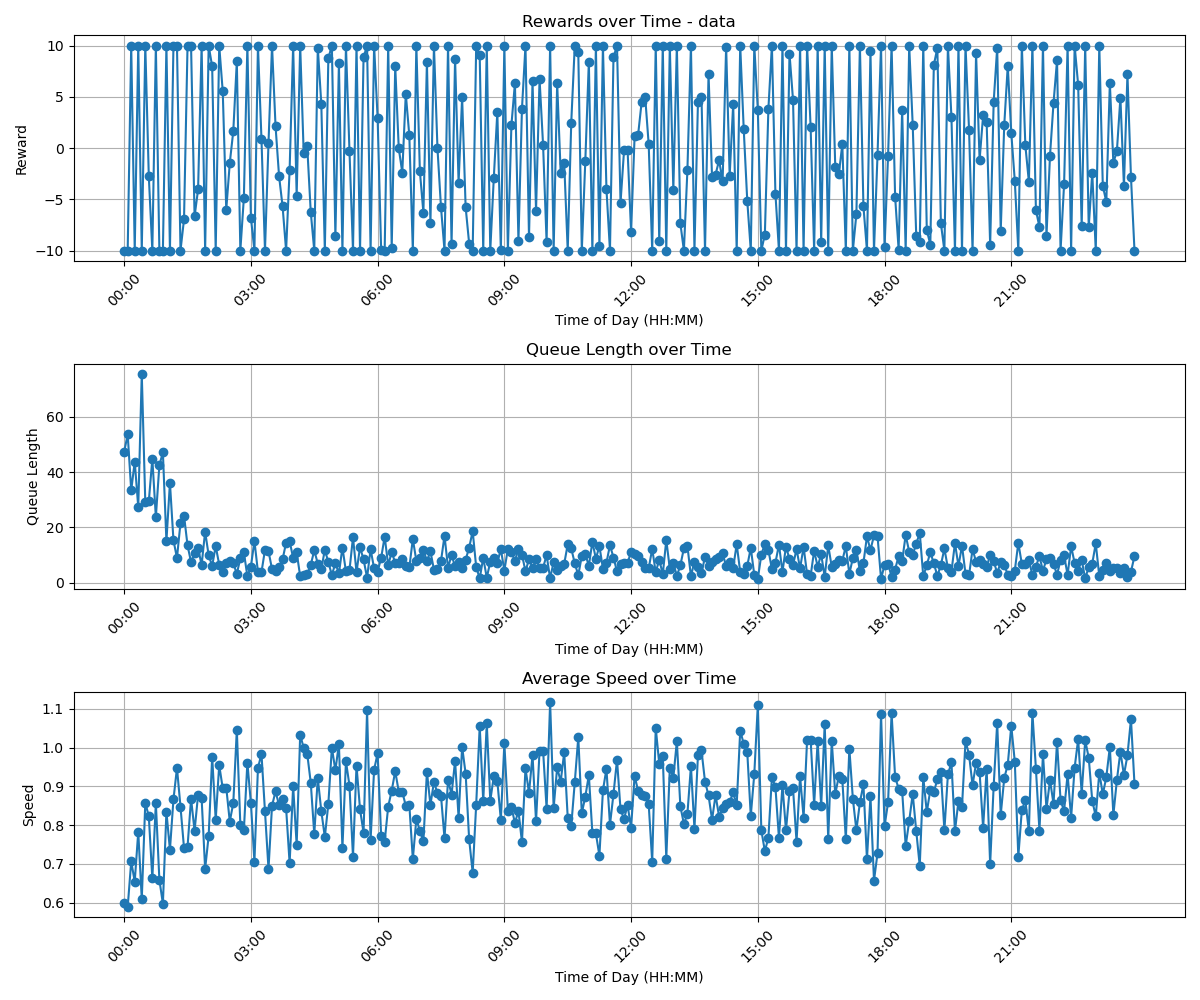 Rewards over Time - data
10
5
0
−5
−10
Reward
00:00 03:00 06:00 09:00 12:00 15:00 18:00 21:00
Time of Day (HH:MM)
Queue Length over Time
60
40
20
0
Queue Length
00:00 03:00 06:00 09:00 12:00 15:00 18:00 21:00
Time of Day (HH:MM)
Average Speed over Time
1.1
1.0
0.9
0.8
0.7
0.6
Speed
00:00 03:00 06:00 09:00 12:00 15:00 18:00 21:00
Time of Day (HH:MM)